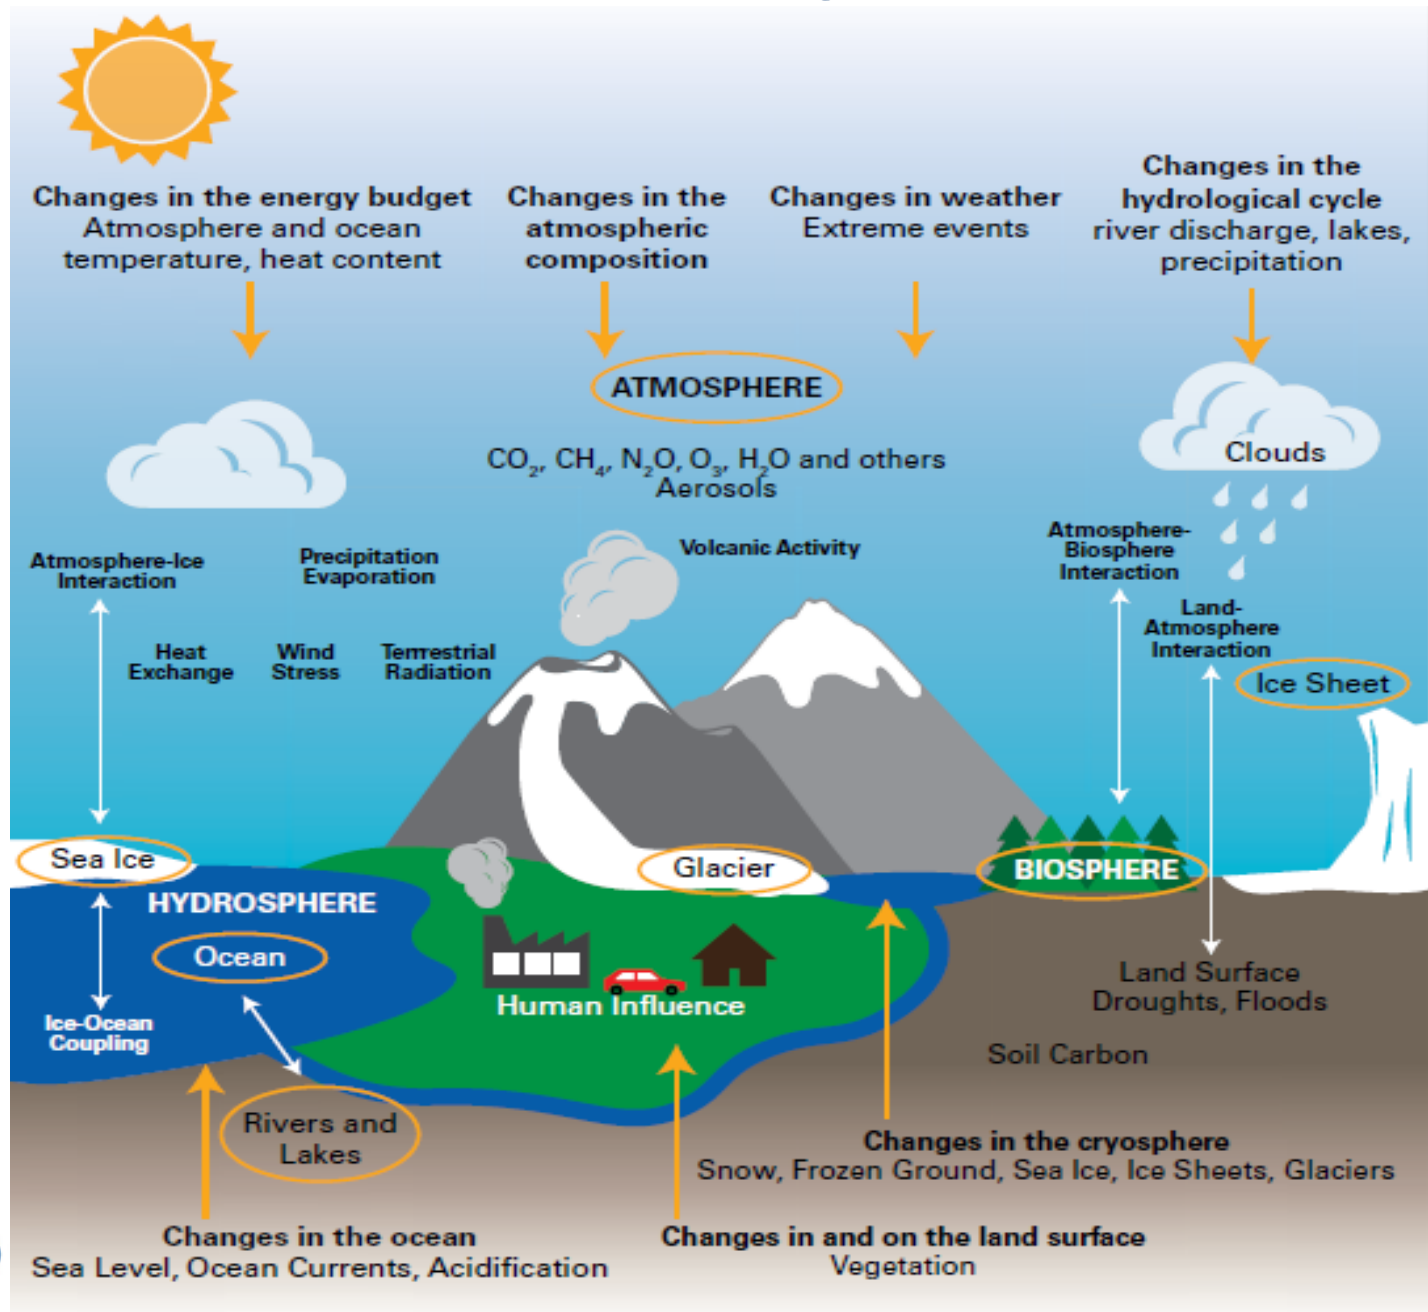 Changes in the energy budget
Atmosphere and ocean
temperature, heat content
Changes in the
atmospheric
composition
Changes in weather
Extreme events
Changes in the
hydrological cycle
river discharge, lakes,
precipitation
ATMOSPHERE
CO₂, CH₄, N₂O, O₃, H₂O and others
Aerosols
Clouds
Atmosphere-Ice
Interaction
Precipitation
Evaporation
Volcanic Activity
Atmosphere-
Biosphere
Interaction
Land-
Atmosphere
Interaction
Heat
Exchange
Wind
Stress
Terrrestrial
Radiation
Ice Sheet
Sea Ice
Glacier
BIOSPHERE
HYDROSPHERE
Ocean
Human Influence
Ice-Ocean
Coupling
Land Surface
Droughts, Floods
Soil Carbon
Rivers and
Lakes
Changes in the cryosphere
Snow, Frozen Ground, Sea Ice, Ice Sheets, Glaciers
Changes in the ocean
Sea Level, Ocean Currents, Acidification
Changes in and on the land surface
Vegetation